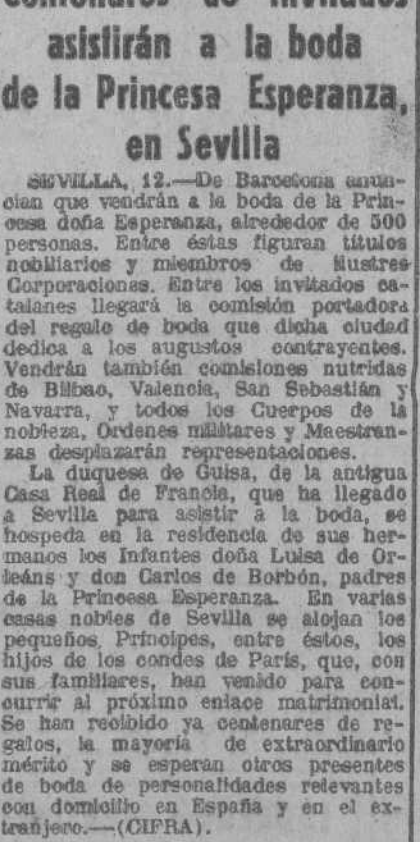 Centenares de invitados
asistirán a la boda
de la Princesa Esperanza,
en Sevilla
SEVILLA, 12.—De Barcelona anun-
cian que vendrán a la boda de la Prin-
cesa doña Esperanza, alrededor de 500
personas. Entre éstas figuran títulos
nobiliarios y miembros de Ilustres
Corporaciones. Entre los invitados ca-
talanes llegará la comisión portadora
del regalo de boda que dicha ciudad
dedica a los augustos contrayentes.
Vendrán también comisiones nutridas
de Bilbao, Valencia, San Sebastián y
Navarra, y todos los Cuerpos de la
nobleza, Ordenes militares y Maestran-
zas desplazarán representaciones.
La duquesa de Guisa, de la antigua
Casa Real de Francia, que ha llegado
a Sevilla para asistir a la boda, se
hospeda en la residencia de sus her-
manos los Infantes doña Luisa de Or-
leáns y don Carlos de Borbón, padres
de la Princesa Esperanza. En varias
casas nobles de Sevilla se alojan los
pequeños Príncipes, entre éstos, los
hijos de los condes de París, que, con
sus familiares, han venido para con-
currir al próximo enlace matrimonial.
Se han recibido ya centenares de re-
galos, la mayoría de extraordinario
mérito y se esperan otros presentes
de boda de personalidades relevantes
con domicilio en España y en el ex-
tranjero.—(CIFRA).